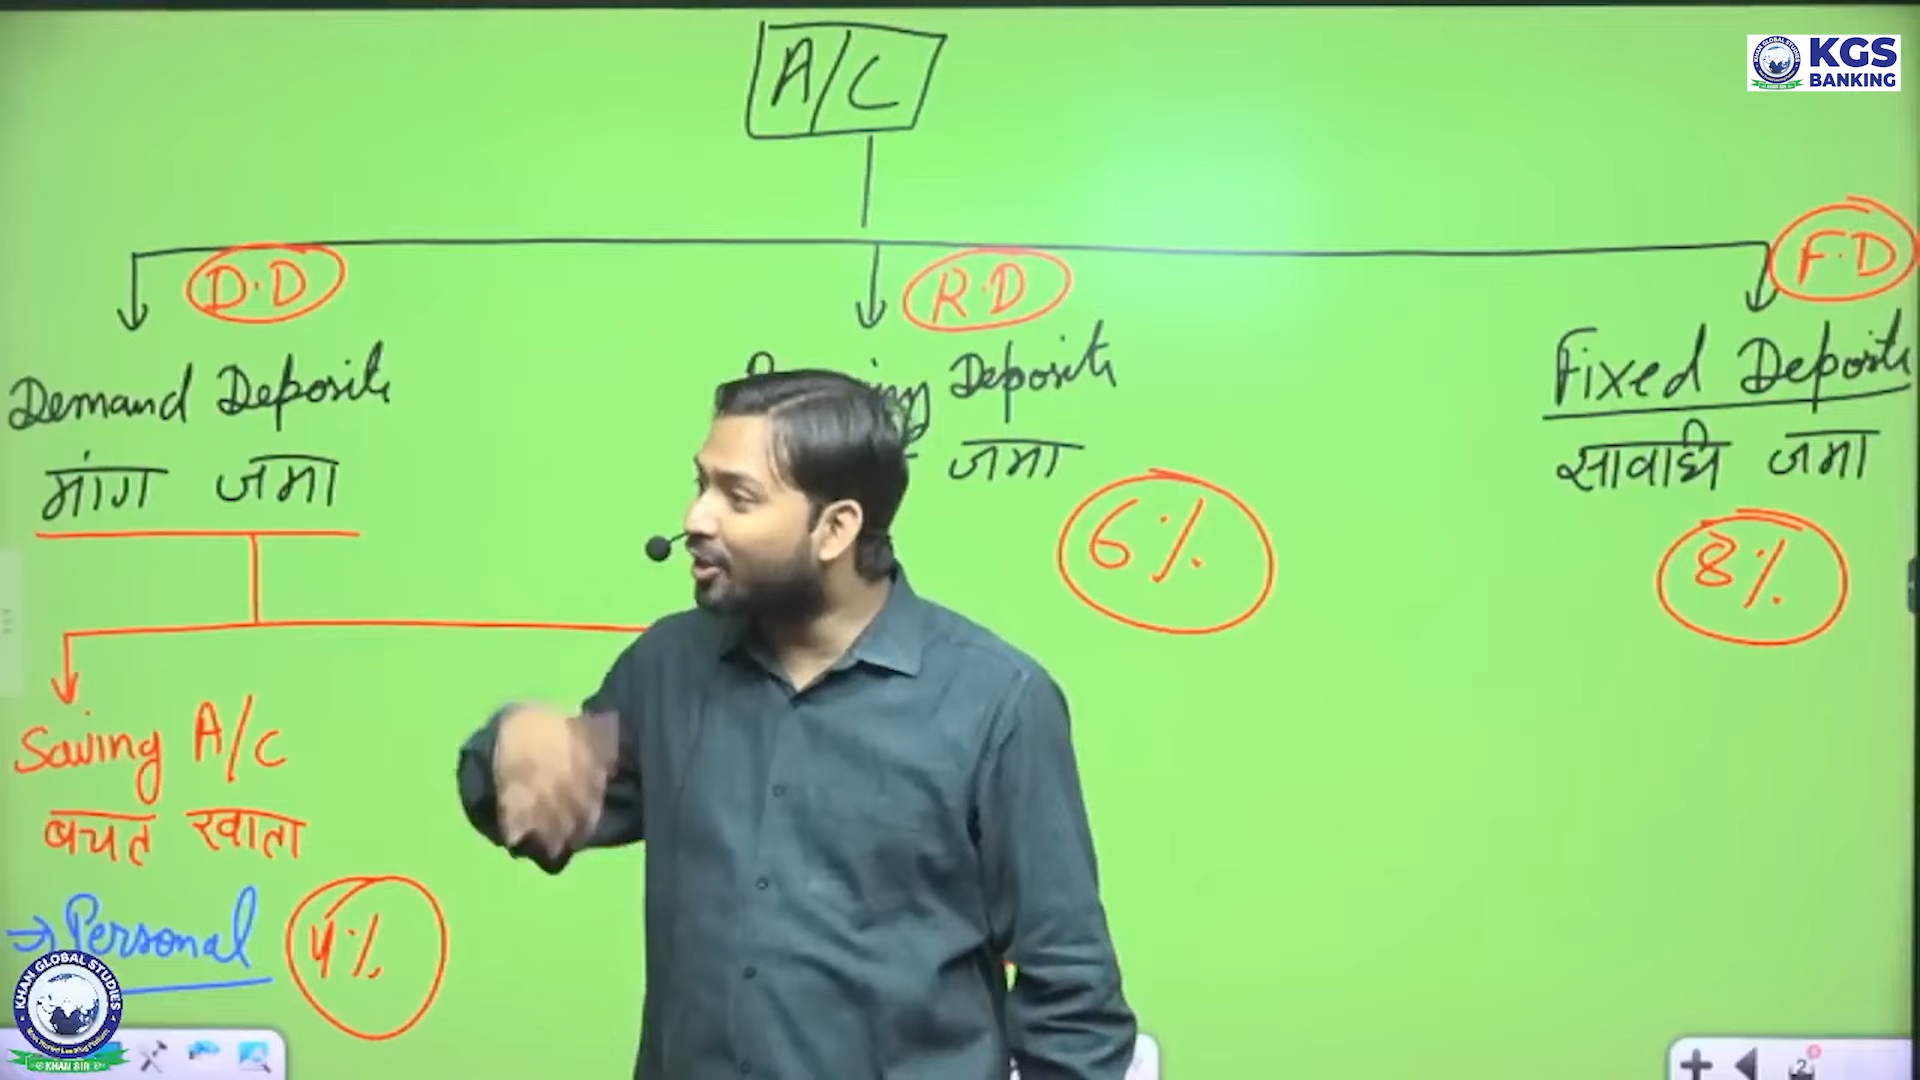 KGS
BANKING
A/C
D.D
R.D
F.D
Demand Deposit
Deposit
Fixed Deposit
मांग जमा
जमा
सावधि जमा
6%
8%
Saving A/C
बचत खाता
→ Personal
4%
KHAN GLOBAL STUDIES
KHAN SIR
2